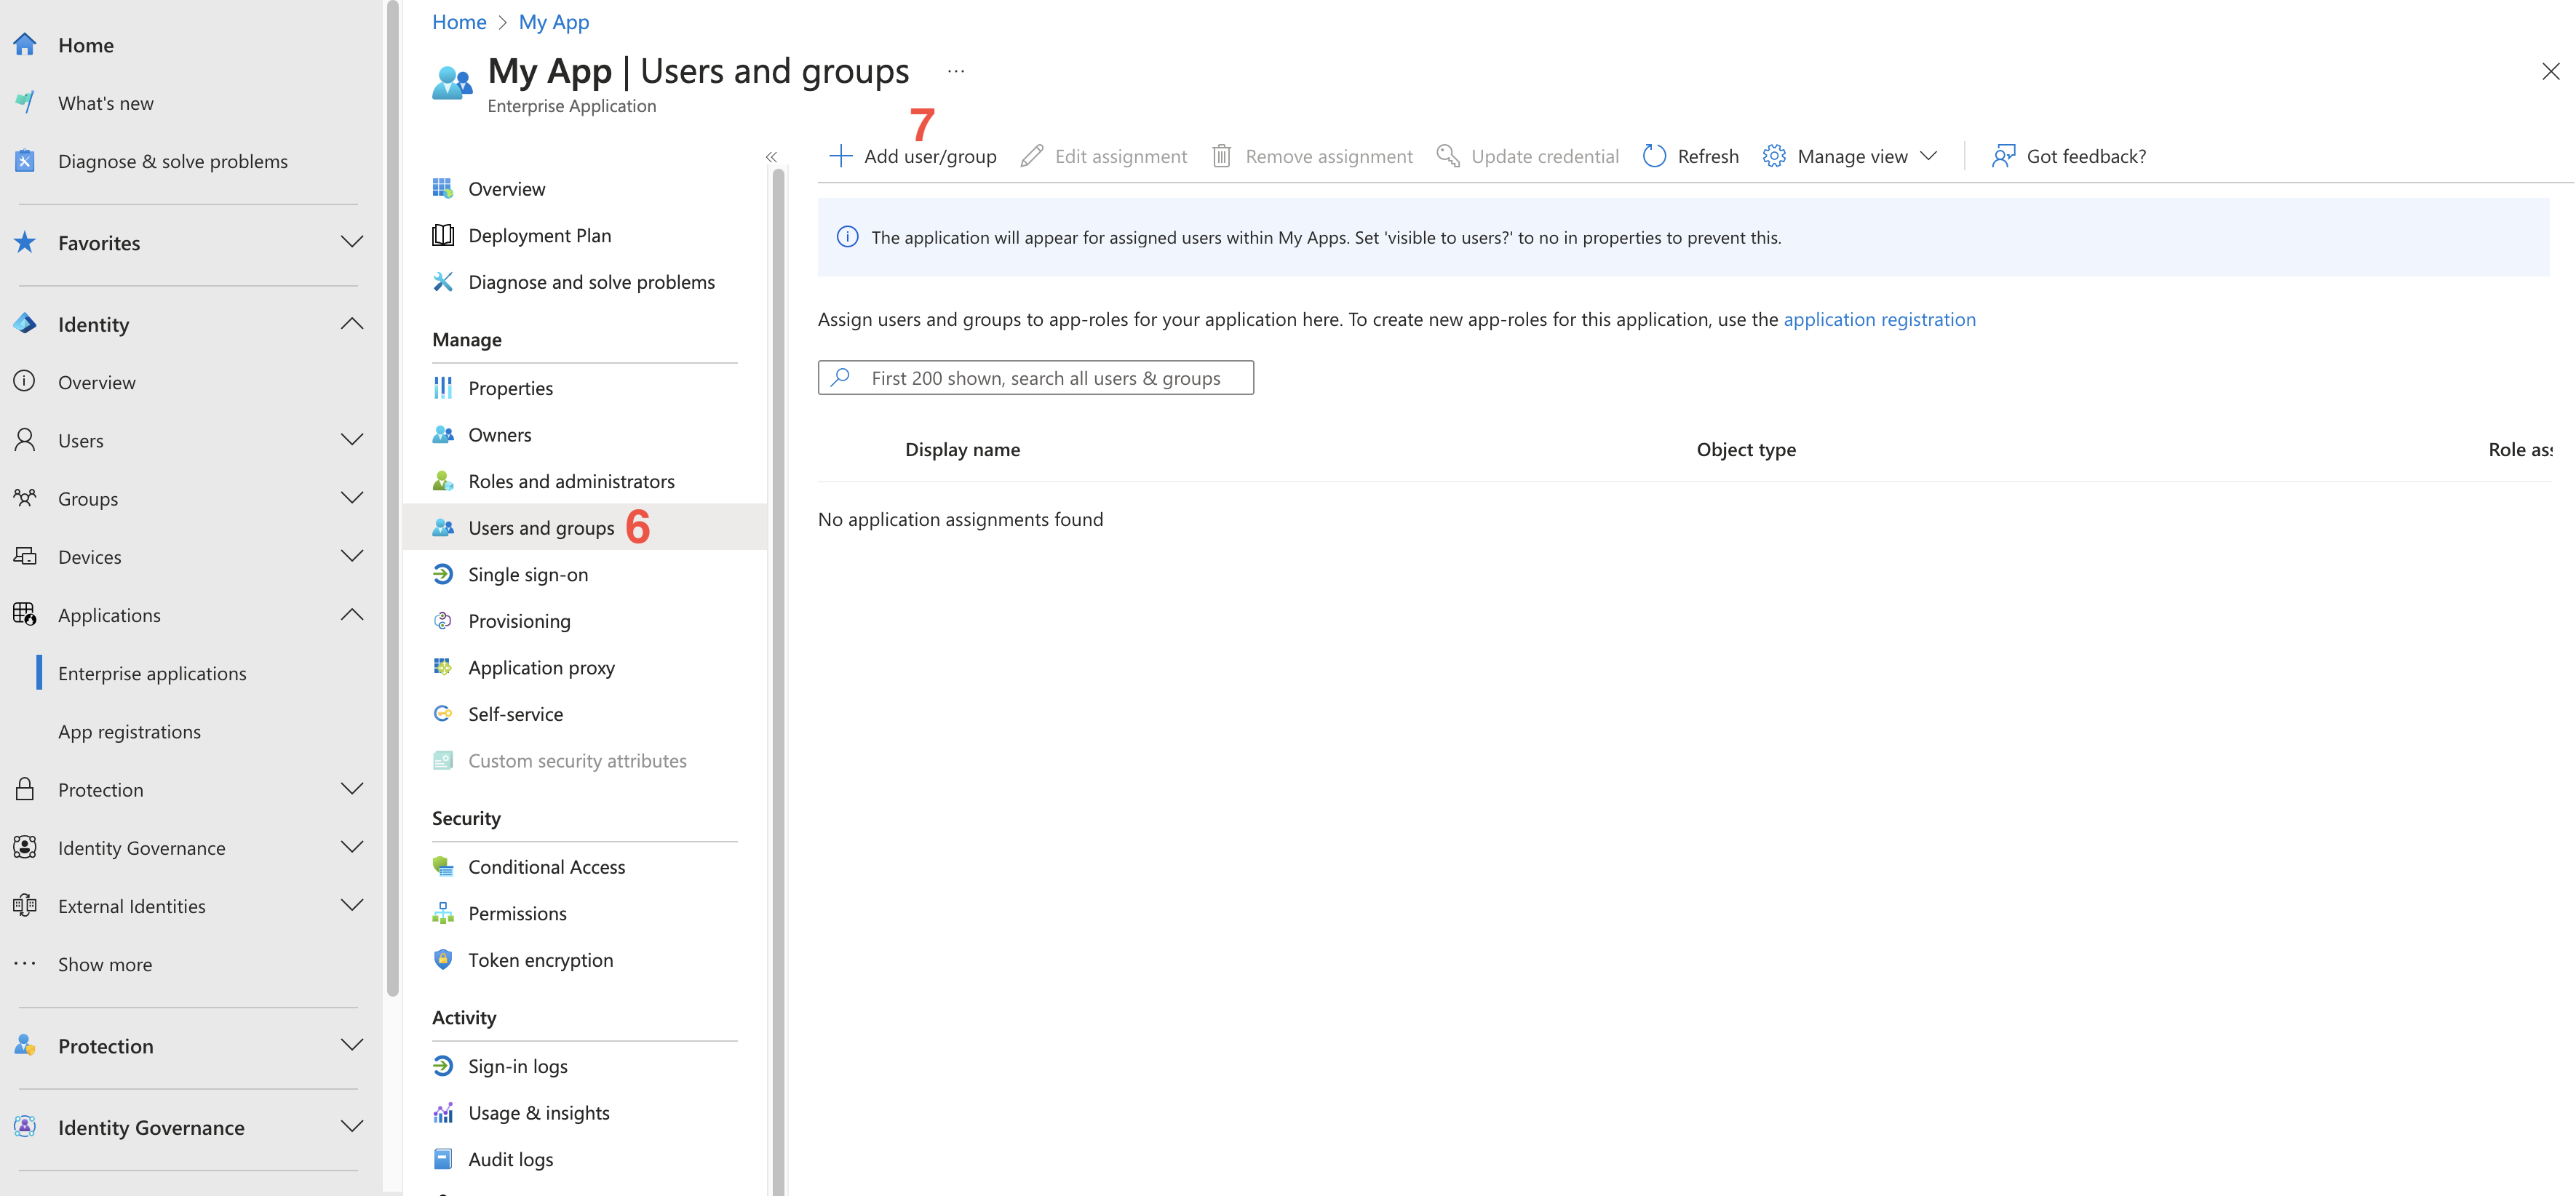 Home
What's new
Diagnose & solve problems
Favorites
Identity
Overview
Users
Groups
Devices
Applications
Enterprise applications
App registrations
Protection
Identity Governance
External Identities
Show more
Protection
Identity Governance
Home > My App
My App | Users and groups ...
Enterprise Application
Overview
Deployment Plan
Diagnose and solve problems
Manage
Properties
Owners
Roles and administrators
Users and groups 6
Single sign-on
Provisioning
Application proxy
Self-service
Custom security attributes
Security
Conditional Access
Permissions
Token encryption
Activity
Sign-in logs
Usage & insights
Audit logs
7
Add user/group Edit assignment Remove assignment Update credential Refresh Manage view Got feedback?
The application will appear for assigned users within My Apps. Set 'visible to users?' to no in properties to prevent this.
Assign users and groups to app-roles for your application here. To create new app-roles for this application, use the application registration
First 200 shown, search all users & groups
Display name Object type Role
No application assignments found